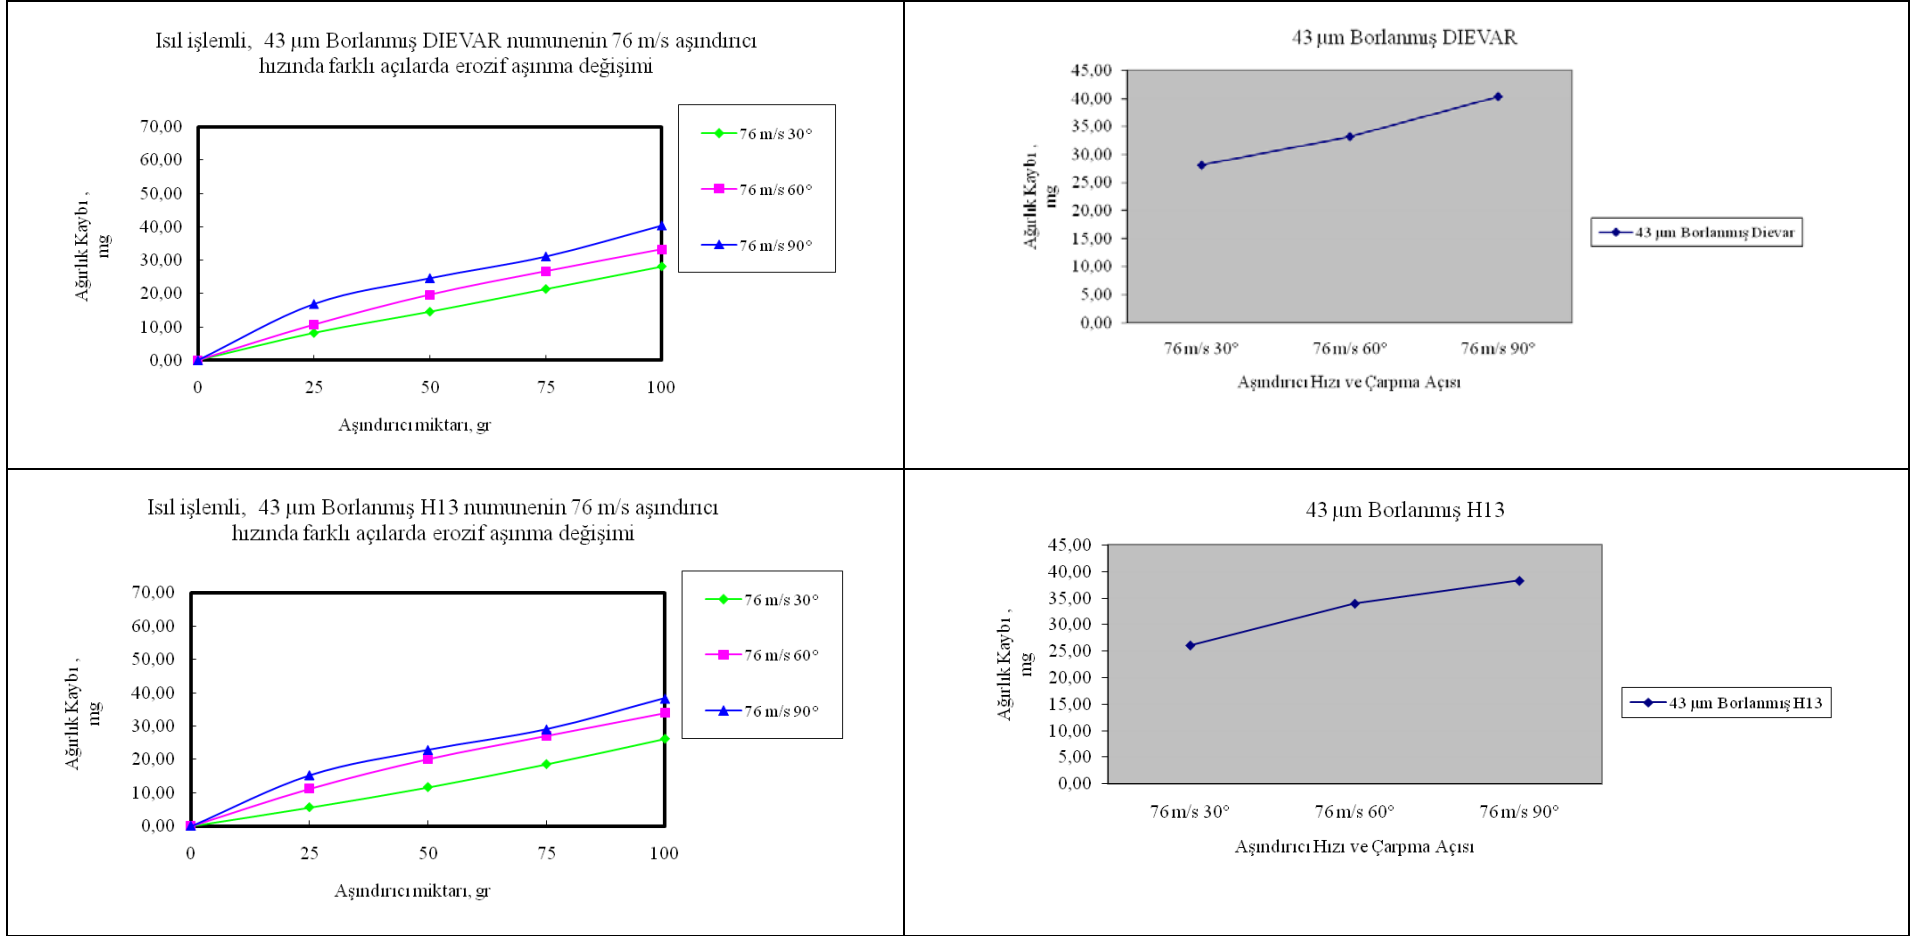 Isıl işlemli, 43 µm Borlanmış DIEVAR numunenin 76 m/s aşındırıcı
hızında farklı açılarda erozif aşınma değişimi
70,00
60,00
50,00
40,00
30,00
20,00
10,00
0,00
Ağırlık Kaybı ,
mg
0 25 50 75 100
Aşındırıcı miktarı, gr
76 m/s 30°
76 m/s 60°
76 m/s 90°
43 µm Borlanmış DIEVAR
45,00
40,00
35,00
30,00
25,00
20,00
15,00
10,00
5,00
0,00
Ağırlık Kaybı ,
mg
76 m/s 30° 76 m/s 60° 76 m/s 90°
Aşındırıcı Hızı ve Çarpma Açısı
43 µm Borlanmış Dievar
Isıl işlemli, 43 µm Borlanmış H13 numunenin 76 m/s aşındırıcı
hızında farklı açılarda erozif aşınma değişimi
70,00
60,00
50,00
40,00
30,00
20,00
10,00
0,00
Ağırlık Kaybı ,
mg
0 25 50 75 100
Aşındırıcı miktarı, gr
76 m/s 30°
76 m/s 60°
76 m/s 90°
43 µm Borlanmış H13
45,00
40,00
35,00
30,00
25,00
20,00
15,00
10,00
5,00
0,00
Ağırlık Kaybı ,
mg
76 m/s 30° 76 m/s 60° 76 m/s 90°
Aşındırıcı Hızı ve Çarpma Açısı
43 µm Borlanmış H13